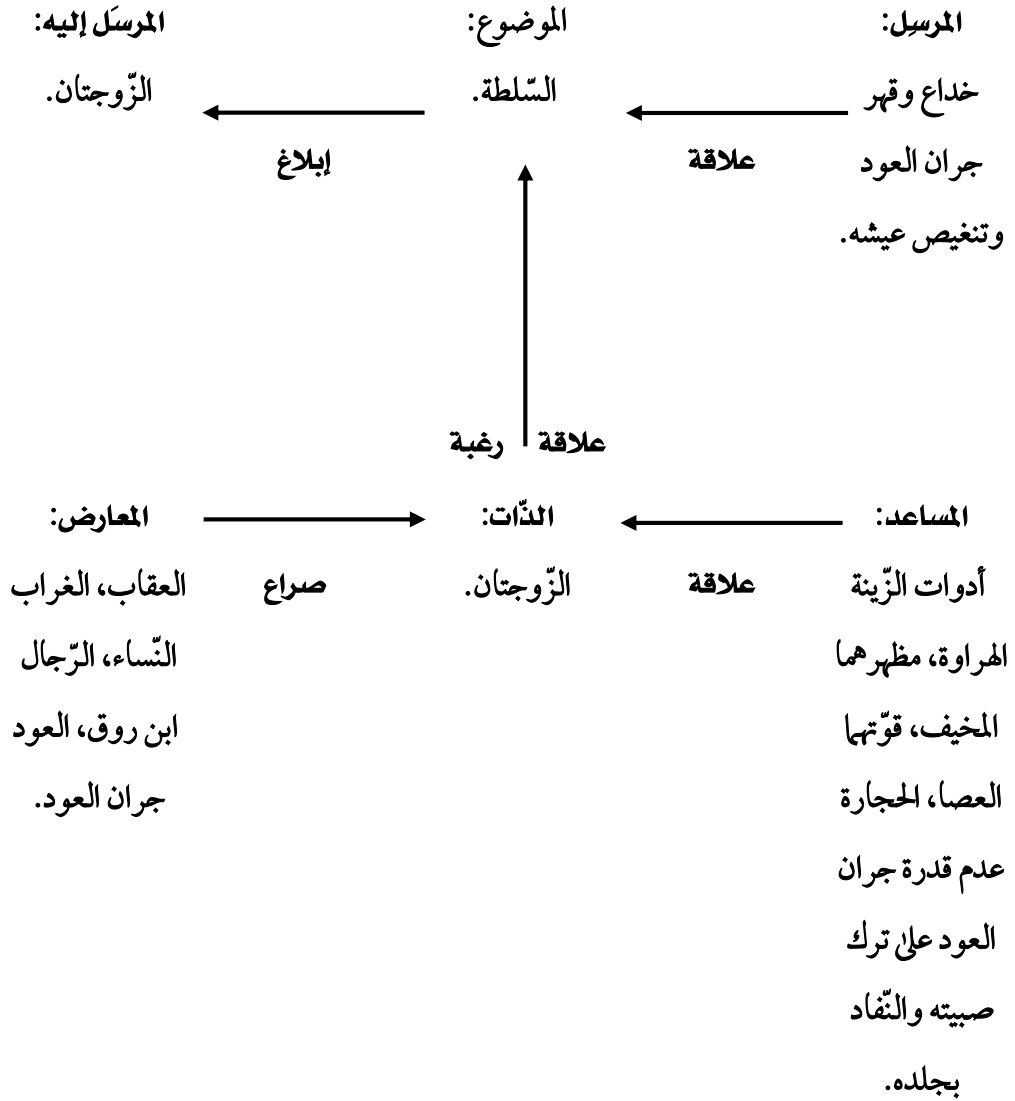 المرسِل:
خداع وقهر
جران العود
وتنغيص عيشه.
علاقة
الموضوع:
السّلطة.
إبلاغ
المرسَل إليه:
الزّوجتان.
علاقة رغبة
المساعد:
أدوات الزّينة
الهراوة، مظهرهما
المخيف، قوّتهما
العصا، الحجارة
عدم قدرة جران
العود على ترك
صبيته والنّفاد
بجلده.
علاقة
الذّات:
الزّوجتان.
صراع
المعارض:
العقاب، الغراب
النّساء، الرّجال
ابن روق، العود
جران العود.